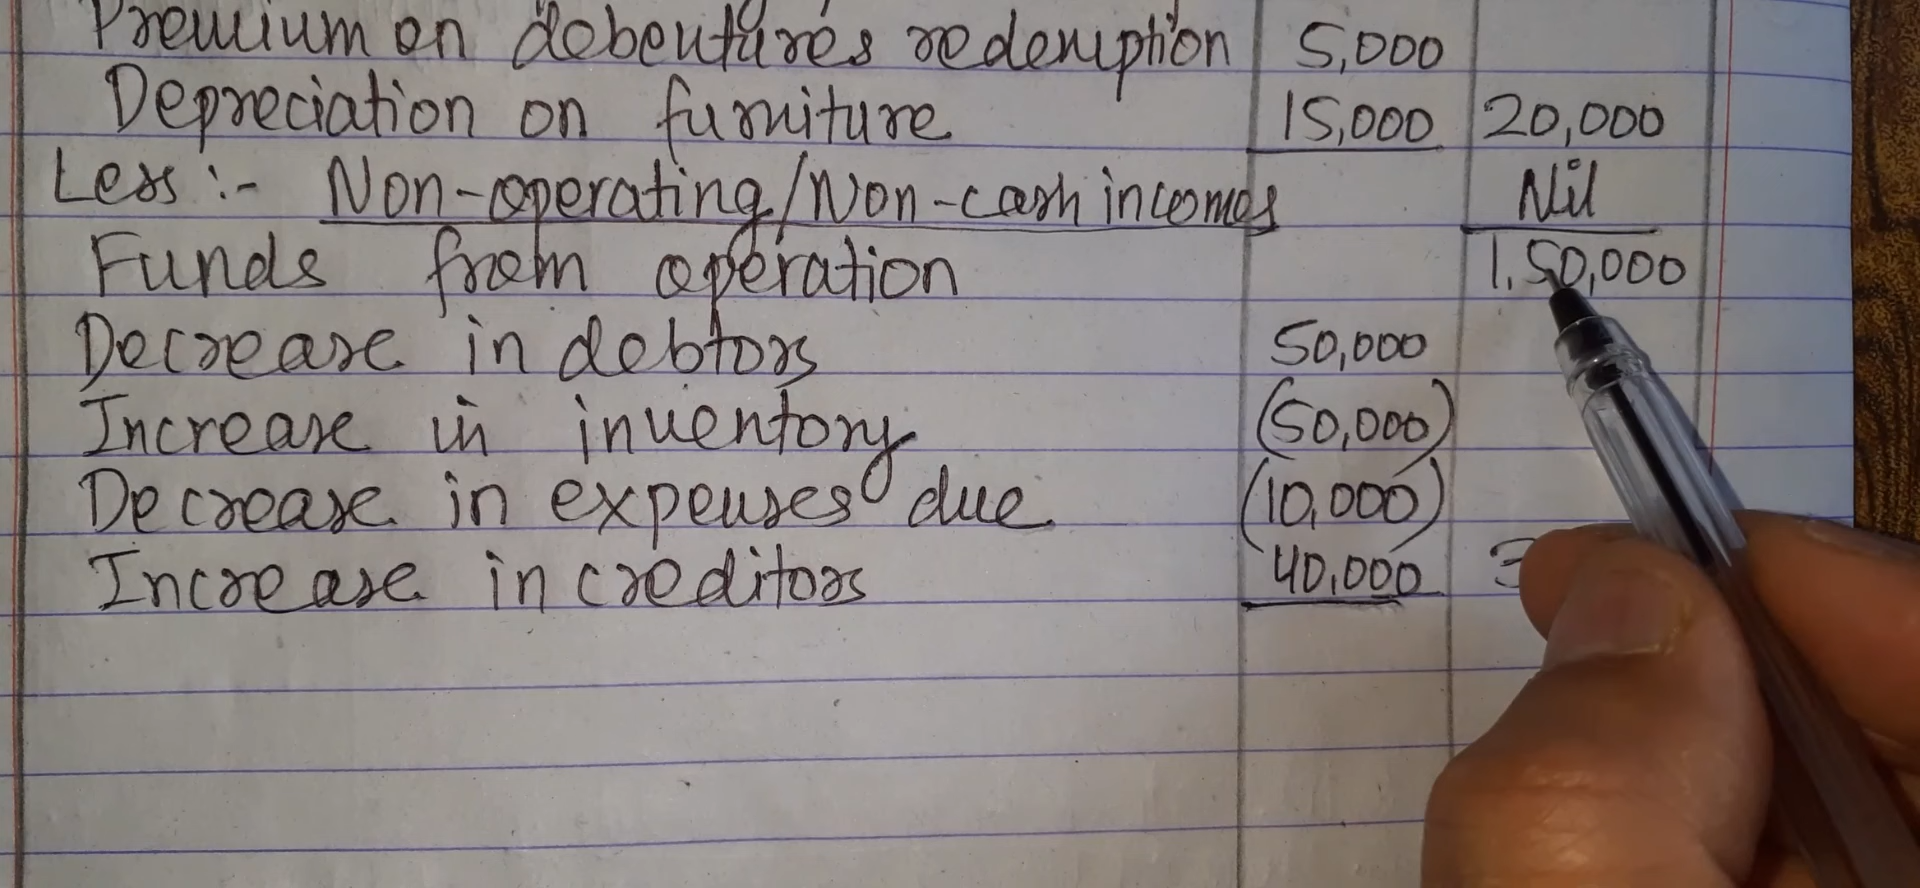 Premium on debentures redemption 5,000
Depreciation on furniture 15,000 20,000
Less :- Non-operating/Non-cash incomes Nil
Funds from operation 1,50,000
Decrease in debtors 50,000
Increase in inventory (50,000)
Decrease in expenses due (10,000)
Increase in creditors 40,000 3